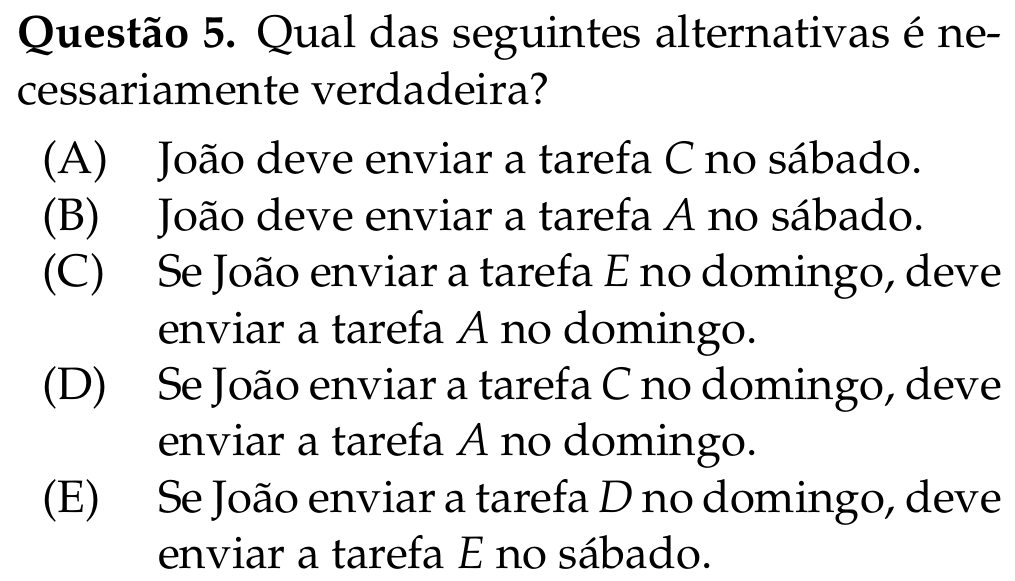 Questão 5. Qual das seguintes alternativas é ne-
cessariamente verdadeira?
(A) João deve enviar a tarefa C no sábado.
(B) João deve enviar a tarefa A no sábado.
(C) Se João enviar a tarefa E no domingo, deve
enviar a tarefa A no domingo.
(D) Se João enviar a tarefa C no domingo, deve
enviar a tarefa A no domingo.
(E) Se João enviar a tarefa D no domingo, deve
enviar a tarefa E no sábado.